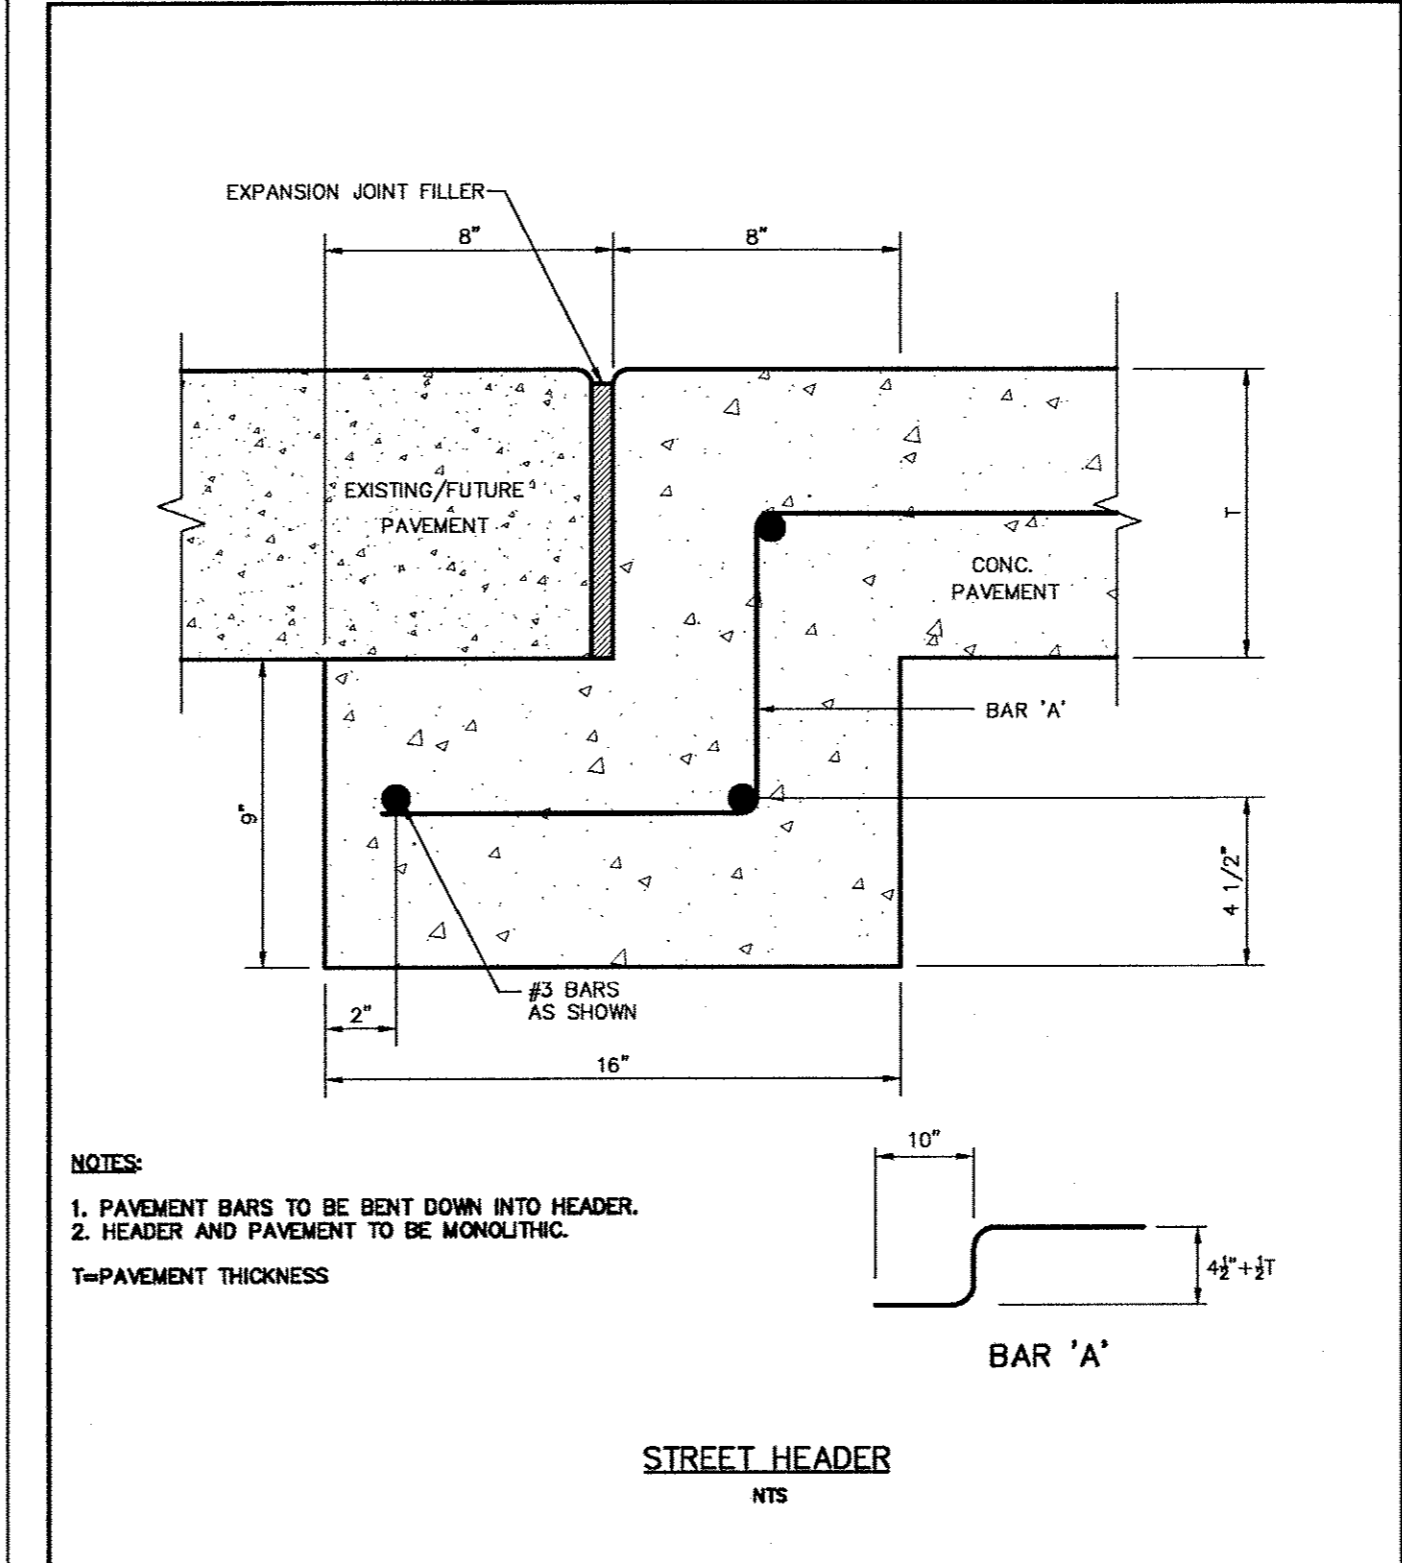 EXPANSION JOINT FILLER
8"
8"
EXISTING/FUTURE
PAVEMENT
CONC.
PAVEMENT
T
BAR 'A'
9"
4 1/2"
#3 BARS
AS SHOWN
2"
16"
NOTES:
1. PAVEMENT BARS TO BE BENT DOWN INTO HEADER.
2. HEADER AND PAVEMENT TO BE MONOLITHIC.
T=PAVEMENT THICKNESS
10"
4½"+½T
BAR 'A'
STREET HEADER
NTS